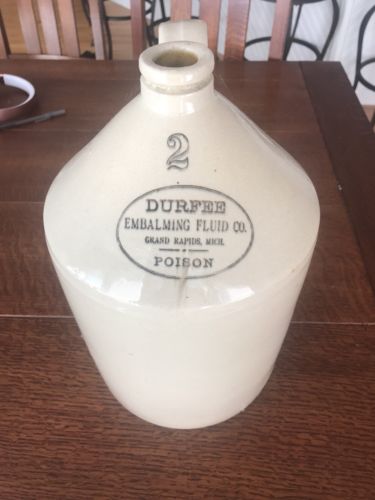 2
DURFEE
EMBALMING FLUID CO.
GRAND RAPIDS, MICH.
POISON